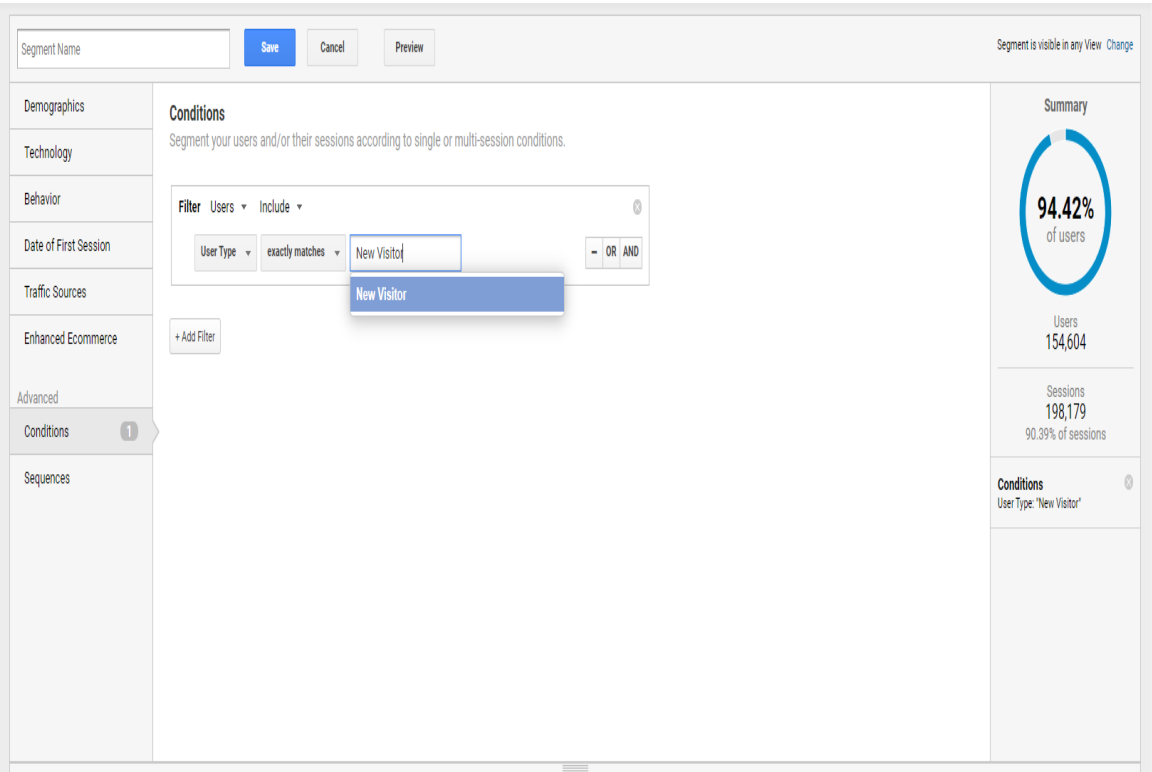 Segment Name
Save
Cancel
Preview
Segment is visible in any View Change
Demographics
Technology
Behavior
Date of First Session
Traffic Sources
Enhanced Ecommerce
Advanced
Conditions 1
Sequences
Conditions
Segment your users and/or their sessions according to single or multi-session conditions.
Filter Users Include
User Type exactly matches New Visitor - OR AND
New Visitor
+ Add Filter
Summary
94.42%
of users
Users
154,604
Sessions
198,179
90.39% of sessions
Conditions
User Type: "New Visitor"